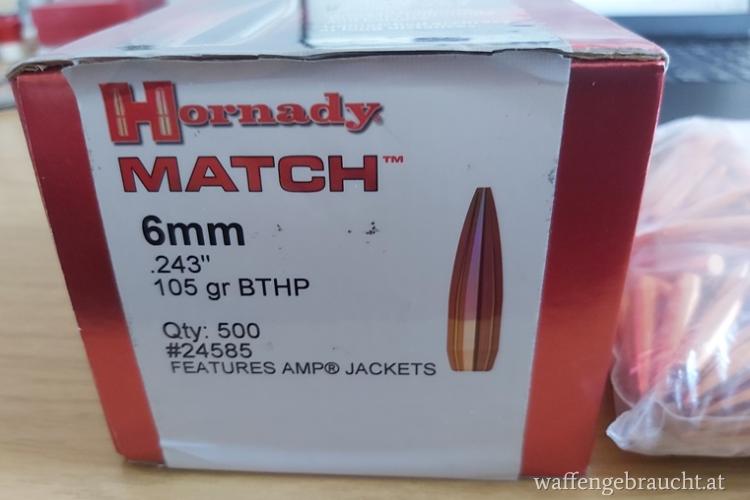 Hornady
MATCH™
6mm
.243"
105 gr BTHP
Qty: 500
#24585
FEATURES AMP® JACKETS
waffengebraucht.at